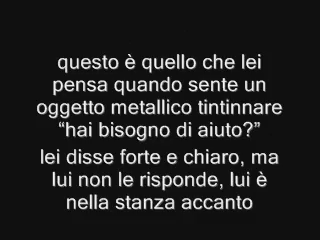 questo è quello che lei
pensa quando sente un
oggetto metallico tintinnare
“hai bisogno di aiuto?”
lei disse forte e chiaro, ma
lui non le risponde, lui è
nella stanza accanto